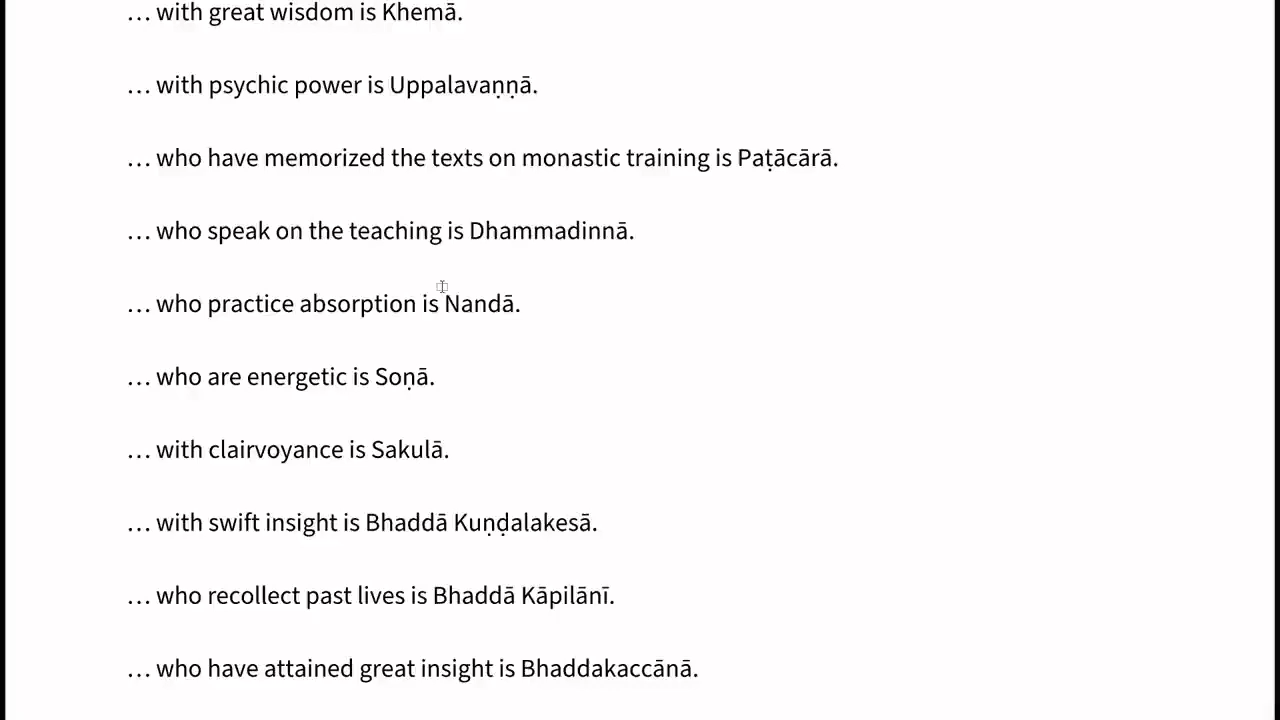 … with great wisdom is Khemā.
… with psychic power is Uppalavaṇṇā.
… who have memorized the texts on monastic training is Paṭācārā.
… who speak on the teaching is Dhammadinnā.
… who practice absorption is Nandā.
… who are energetic is Soṇā.
… with clairvoyance is Sakulā.
… with swift insight is Bhaddā Kuṇḍalakesā.
… who recollect past lives is Bhaddā Kāpilānī.
… who have attained great insight is Bhaddakaccānā.